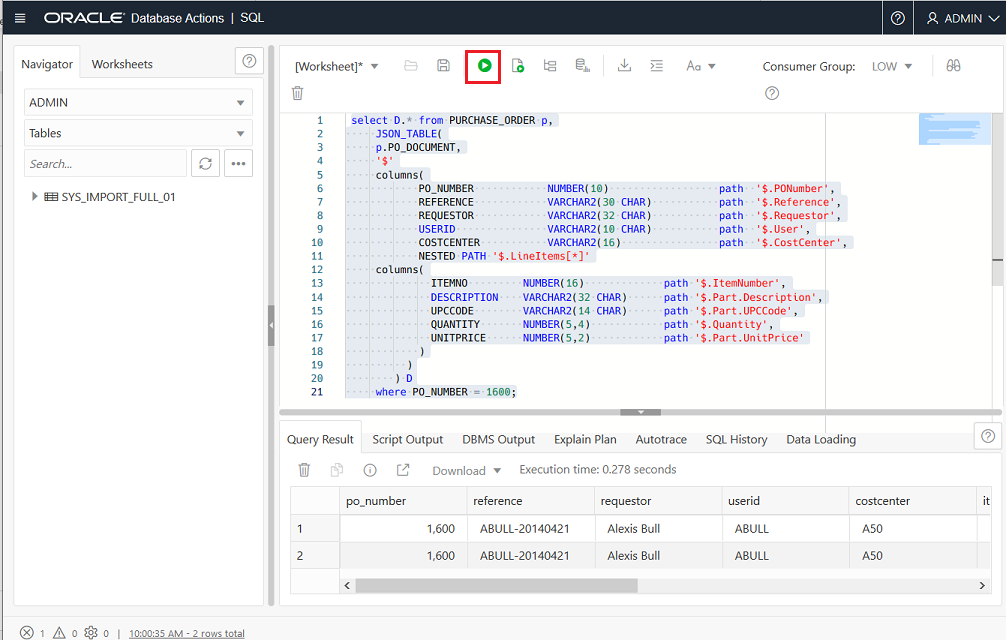 ORACLE Database Actions | SQL
ADMIN
Navigator
Worksheets
ADMIN
Tables
Search...
SYS_IMPORT_FULL_01
[Worksheet]*
Aa
Consumer Group: LOW
1 select D.* from PURCHASE_ORDER p,
2 JSON_TABLE(
3 p.PO_DOCUMENT,
4 '$'
5 columns(
6 PO_NUMBER NUMBER(10) path '$.PONumber',
7 REFERENCE VARCHAR2(30 CHAR) path '$.Reference',
8 REQUESTOR VARCHAR2(32 CHAR) path '$.Requestor',
9 USERID VARCHAR2(10 CHAR) path '$.User',
10 COSTCENTER VARCHAR2(16) path '$.CostCenter',
11 NESTED PATH '$.LineItems[*]'
12 columns(
13 ITEMNO NUMBER(16) path '$.ItemNumber',
14 DESCRIPTION VARCHAR2(32 CHAR) path '$.Part.Description',
15 UPCCODE VARCHAR2(14 CHAR) path '$.Part.UPCCode',
16 QUANTITY NUMBER(5,4) path '$.Quantity',
17 UNITPRICE NUMBER(5,2) path '$.Part.UnitPrice'
18 )
19 )
20 ) D
21 where PO_NUMBER = 1600;
Query Result Script Output DBMS Output Explain Plan Autotrace SQL History Data Loading
Download Execution time: 0.278 seconds
po_number reference requestor userid costcenter it
1 1,600 ABULL-20140421 Alexis Bull ABULL A50
2 1,600 ABULL-20140421 Alexis Bull ABULL A50
1 0 0 | 10:00:35 AM - 2 rows total